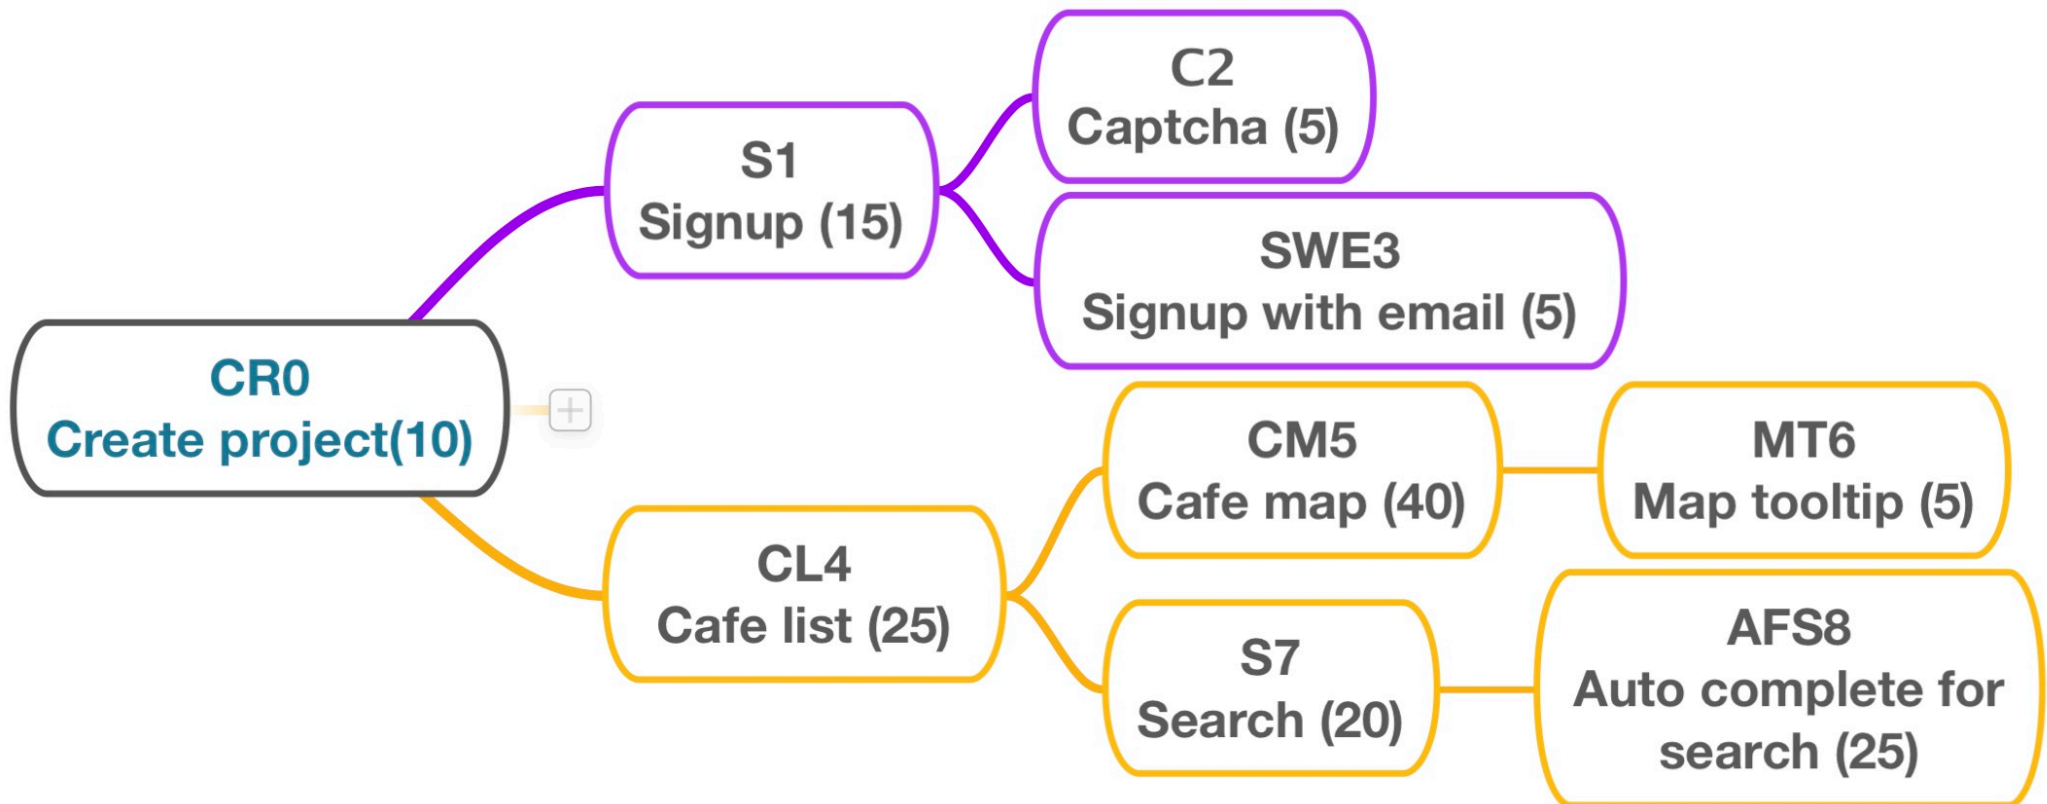 C2
Captcha (5)
S1
Signup (15)
SWE3
Signup with email (5)
CR0
Create project(10)
CM5
Cafe map (40)
MT6
Map tooltip (5)
CL4
Cafe list (25)
S7
Search (20)
AFS8
Auto complete for
search (25)